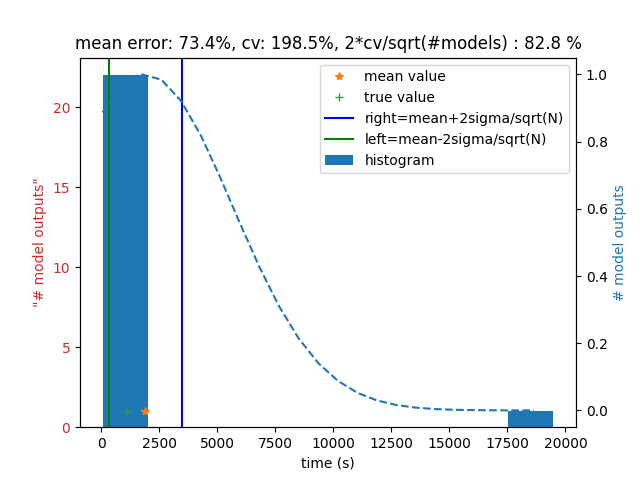 mean error: 73.4%, cv: 198.5%, 2*cv/sqrt(#models) : 82.8 %
mean value
true value
right=mean+2sigma/sqrt(N)
left=mean-2sigma/sqrt(N)
histogram
"# model outputs"
20
15
10
5
0
1.0
0.8
0.6
0.4
0.2
0.0
# model outputs
0 2500 5000 7500 10000 12500 15000 17500 20000
time (s)